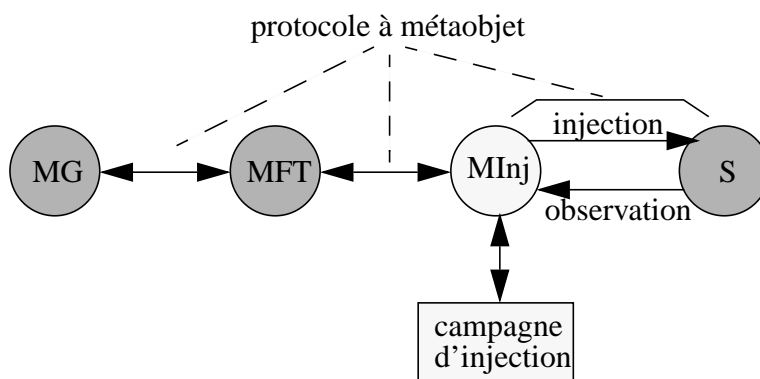 protocole à métaobjet
injection
MG
MFT
MInj
S
observation
campagne
d’injection